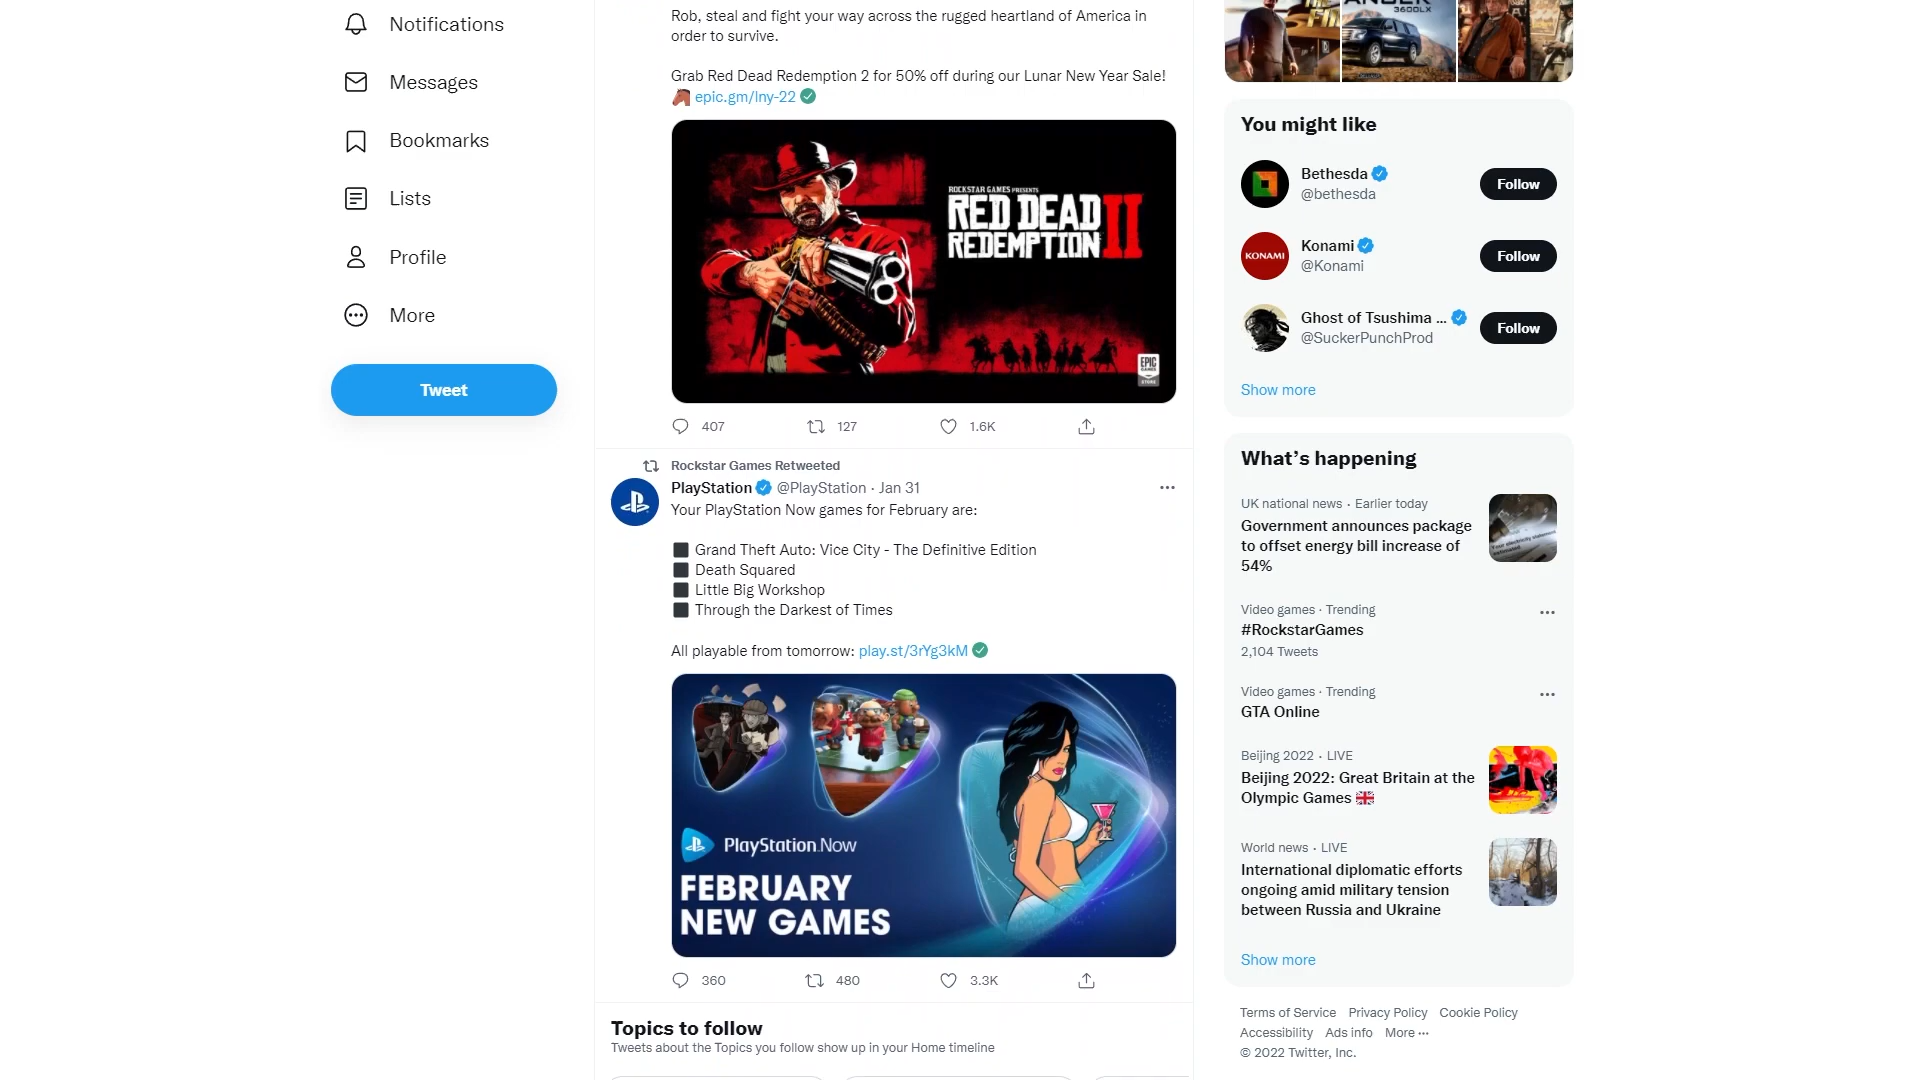 Notifications
Messages
Bookmarks
Lists
Profile
More
Tweet
Rob, steal and fight your way across the rugged heartland of America in
order to survive.
Grab Red Dead Redemption 2 for 50% off during our Lunar New Year Sale!
epic.gm/lny-22
ROCKSTAR GAMES PRESENTS
RED DEAD
REDEMPTION II
EPIC
GAMES
STORE
407 127 1.6K
Rockstar Games Retweeted
PlayStation @PlayStation · Jan 31
Your PlayStation Now games for February are:
Grand Theft Auto: Vice City - The Definitive Edition
Death Squared
Little Big Workshop
Through the Darkest of Times
All playable from tomorrow: play.st/3rYg3kM
PlayStation Now
FEBRUARY
NEW GAMES
360 480 3.3K
Topics to follow
Tweets about the Topics you follow show up in your Home timeline
3600LX
You might like
Bethesda
@bethesda
Follow
KONAMI
Konami
@Konami
Follow
Ghost of Tsushima ...
@SuckerPunchProd
Follow
Show more
What's happening
UK national news · Earlier today
Government announces package
to offset energy bill increase of
54%
Video games · Trending
#RockstarGames
2,104 Tweets
Video games · Trending
GTA Online
Beijing 2022 · LIVE
Beijing 2022: Great Britain at the
Olympic Games
World news · LIVE
International diplomatic efforts
ongoing amid military tension
between Russia and Ukraine
Show more
Terms of Service Privacy Policy Cookie Policy
Accessibility Ads info More ...
© 2022 Twitter, Inc.